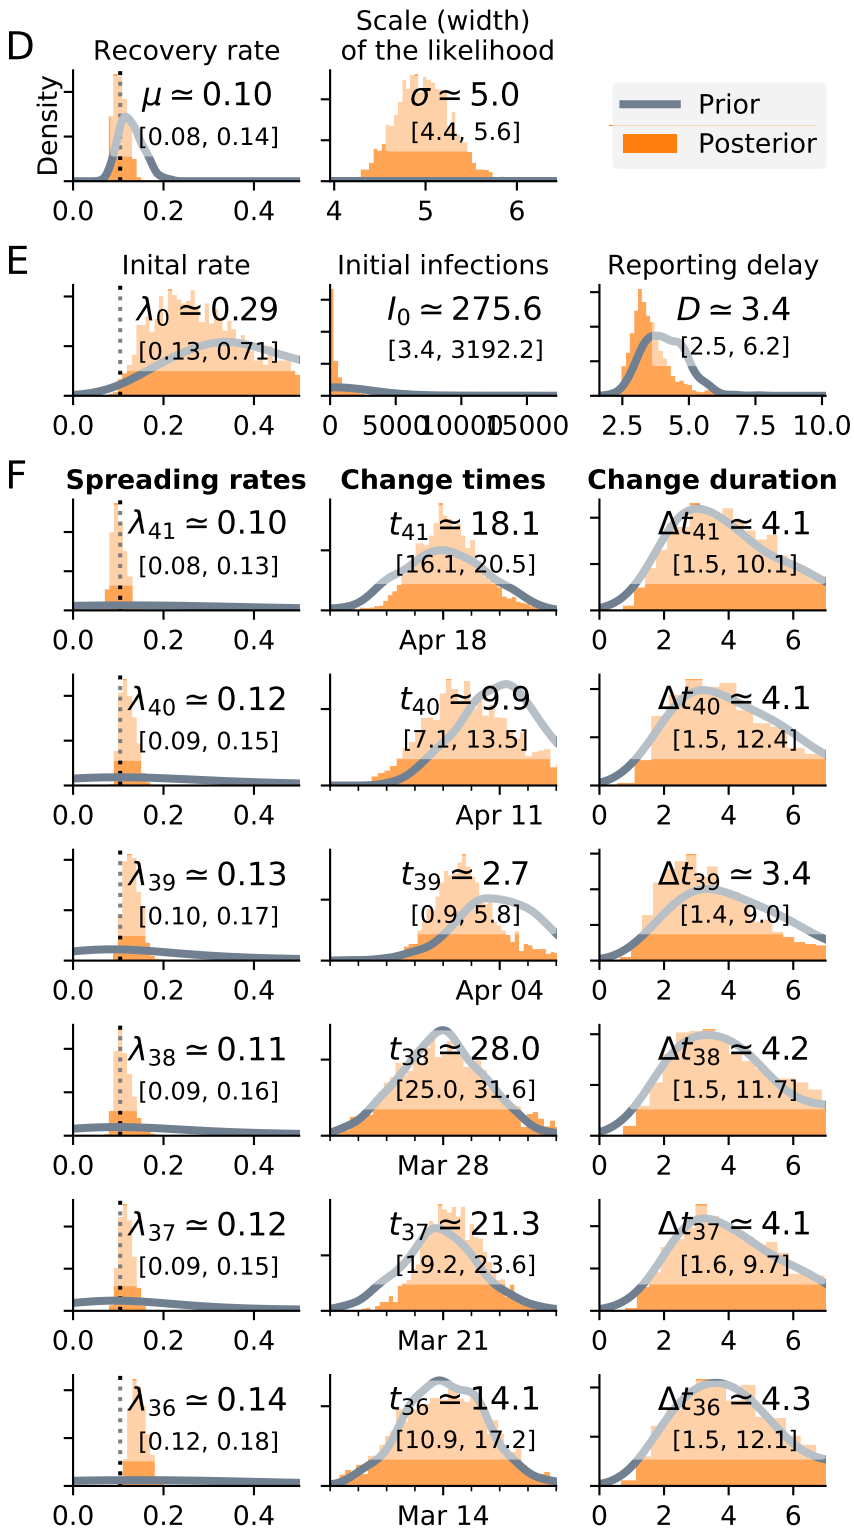 D
Recovery rate
Scale (width)
of the likelihood
Density
μ ≃ 0.10
[0.08, 0.14]
0.0 0.2 0.4
σ ≃ 5.0
[4.4, 5.6]
4 5 6
Prior
Posterior
E
Inital rate
λ0 ≃ 0.29
[0.13, 0.71]
0.0 0.2 0.4
Initial infections
I0 ≃ 275.6
[3.4, 3192.2]
0 5000 10000 15000
Reporting delay
D ≃ 3.4
[2.5, 6.2]
2.5 5.0 7.5 10.0
F
Spreading rates Change times Change duration
λ41 ≃ 0.10
[0.08, 0.13]
0.0 0.2 0.4
t41 ≃ 18.1
[16.1, 20.5]
Apr 18
Δt41 ≃ 4.1
[1.5, 10.1]
0 2 4 6
λ40 ≃ 0.12
[0.09, 0.15]
0.0 0.2 0.4
t40 ≃ 9.9
[7.1, 13.5]
Apr 11
Δt40 ≃ 4.1
[1.5, 12.4]
0 2 4 6
λ39 ≃ 0.13
[0.10, 0.17]
0.0 0.2 0.4
t39 ≃ 2.7
[0.9, 5.8]
Apr 04
Δt39 ≃ 3.4
[1.4, 9.0]
0 2 4 6
λ38 ≃ 0.11
[0.09, 0.16]
0.0 0.2 0.4
t38 ≃ 28.0
[25.0, 31.6]
Mar 28
Δt38 ≃ 4.2
[1.5, 11.7]
0 2 4 6
λ37 ≃ 0.12
[0.09, 0.15]
0.0 0.2 0.4
t37 ≃ 21.3
[19.2, 23.6]
Mar 21
Δt37 ≃ 4.1
[1.6, 9.7]
0 2 4 6
λ36 ≃ 0.14
[0.12, 0.18]
0.0 0.2 0.4
t36 ≃ 14.1
[10.9, 17.2]
Mar 14
Δt36 ≃ 4.3
[1.5, 12.1]
0 2 4 6